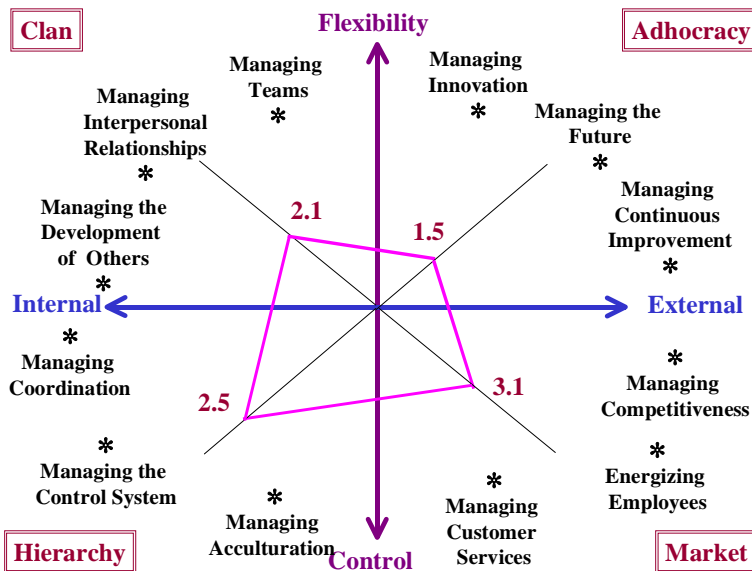 Clan
Flexibility
Adhocracy
Managing
Teams
Managing
Innovation
Managing
Interpersonal
Relationships
Managing the
Future
Managing the
Development
of Others
Managing
Continuous
Improvement
2.1
1.5
Internal
External
Managing
Coordination
2.5
3.1
Managing
Competitiveness
Managing the
Control System
Energizing
Employees
Managing
Acculturation
Managing
Customer
Services
Hierarchy
Control
Market